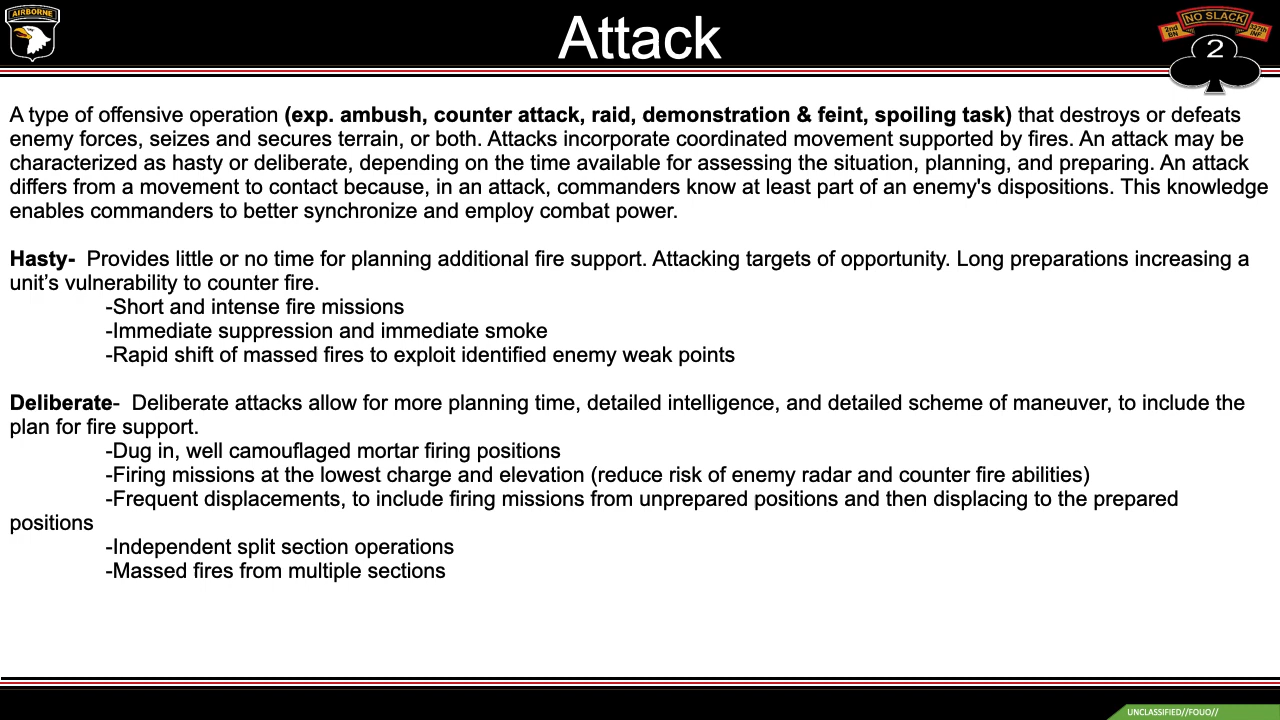 AIRBORNE
Attack
NO SLACK
2nd BN
327th INF
2
A type of offensive operation (exp. ambush, counter attack, raid, demonstration & feint, spoiling task) that destroys or defeats
enemy forces, seizes and secures terrain, or both. Attacks incorporate coordinated movement supported by fires. An attack may be
characterized as hasty or deliberate, depending on the time available for assessing the situation, planning, and preparing. An attack
differs from a movement to contact because, in an attack, commanders know at least part of an enemy's dispositions. This knowledge
enables commanders to better synchronize and employ combat power.
Hasty-  Provides little or no time for planning additional fire support. Attacking targets of opportunity. Long preparations increasing a
unit’s vulnerability to counter fire.
-Short and intense fire missions
-Immediate suppression and immediate smoke
-Rapid shift of massed fires to exploit identified enemy weak points
Deliberate-  Deliberate attacks allow for more planning time, detailed intelligence, and detailed scheme of maneuver, to include the
plan for fire support.
-Dug in, well camouflaged mortar firing positions
-Firing missions at the lowest charge and elevation (reduce risk of enemy radar and counter fire abilities)
-Frequent displacements, to include firing missions from unprepared positions and then displacing to the prepared
positions
-Independent split section operations
-Massed fires from multiple sections
UNCLASSIFIED//FOUO//